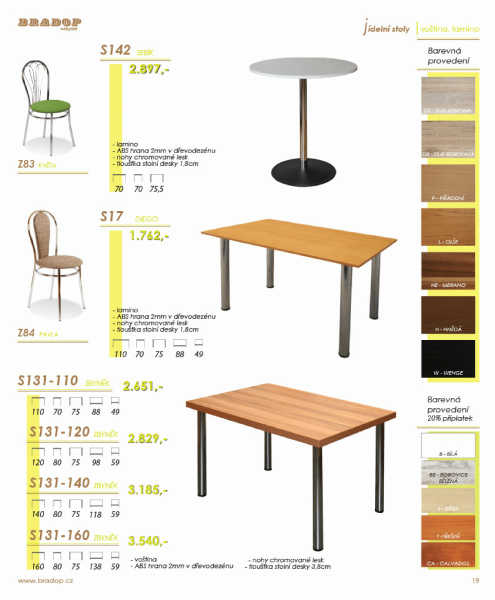 BRADOP
nábytek
jídelní stoly | voština, lamino
S142 SEBÍK
2.897,-
- lamino
- ABS hrana 2mm v dřevodezénu
- nohy chromované lesk
- tloušťka stolní desky 1,8cm
70 70 75,5
Z83 KVĚTA
S17 DIEGO
1.762,-
- lamino
- ABS hrana 2mm v dřevodezénu
- nohy chromované lesk
- tloušťka stolní desky 1,8cm
110 70 75 88 49
Z84 PAVLA
S131-110 ZBYNĚK 2.651,-
110 80 75 88 49
S131-120 ZBYNĚK 2.829,-
120 80 75 98 59
S131-140 ZBYNĚK 3.185,-
140 80 75 118 59
S131-160 ZBYNĚK 3.540,-
160 80 75 138 59
- voština
- ABS hrana 2mm v dřevodezénu
- nohy chromované lesk
- tloušťka stolní desky 3,8cm
Barevná
provedení
DS - DUB SONOMA
DB - DUB BORDEAUX
P - PŘÍRODNÍ
L - OLŠE
ME - MERANO
H - HNĚDÁ
W - WENGE
Barevná
provedení
20% příplatek
B - BÍLÁ
BB - BOROVICE
BĚLENÁ
S - BŘÍZA
T - TŘEŠEŇ
CA - CALVADOS
www.bradop.cz
19